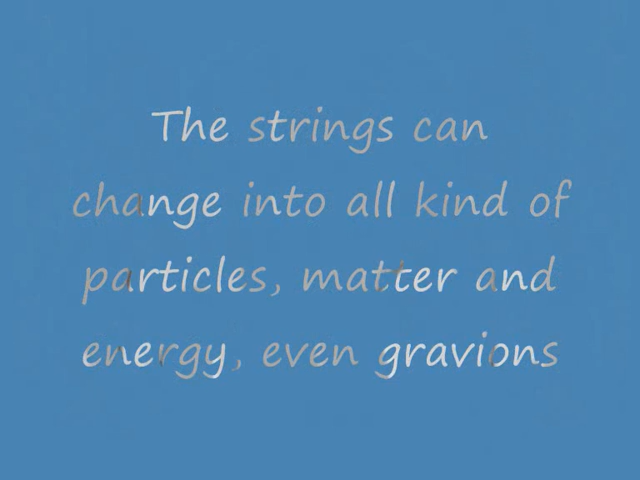 The strings can
change into all kind of
particles, matter and
energy, even gravions